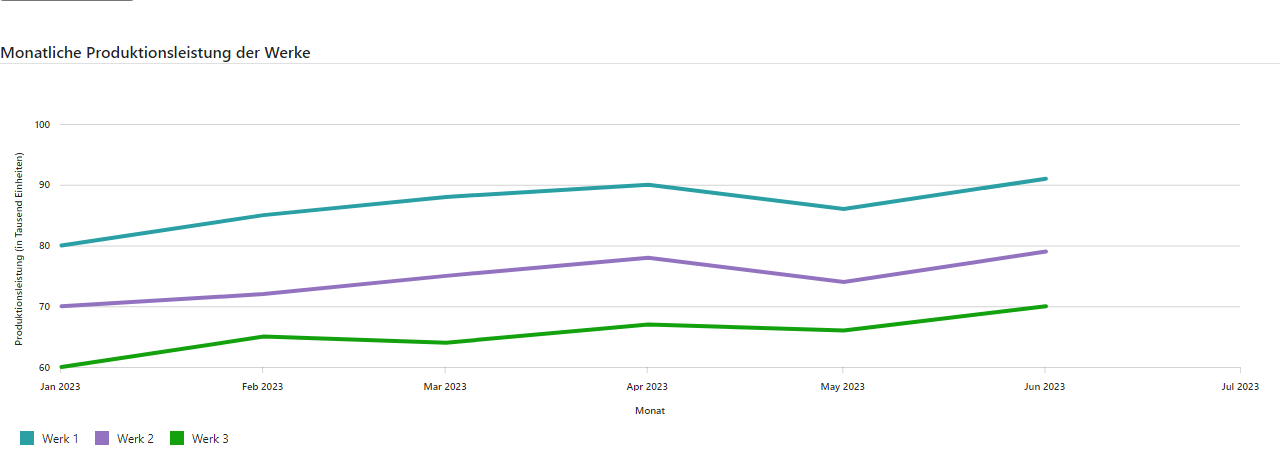 Monatliche Produktionsleistung der Werke
Produktionsleistung (in Tausend Einheiten)
100
90
80
70
60
Jan 2023 Feb 2023 Mar 2023 Apr 2023 May 2023 Jun 2023 Jul 2023
Monat
Werk 1 Werk 2 Werk 3